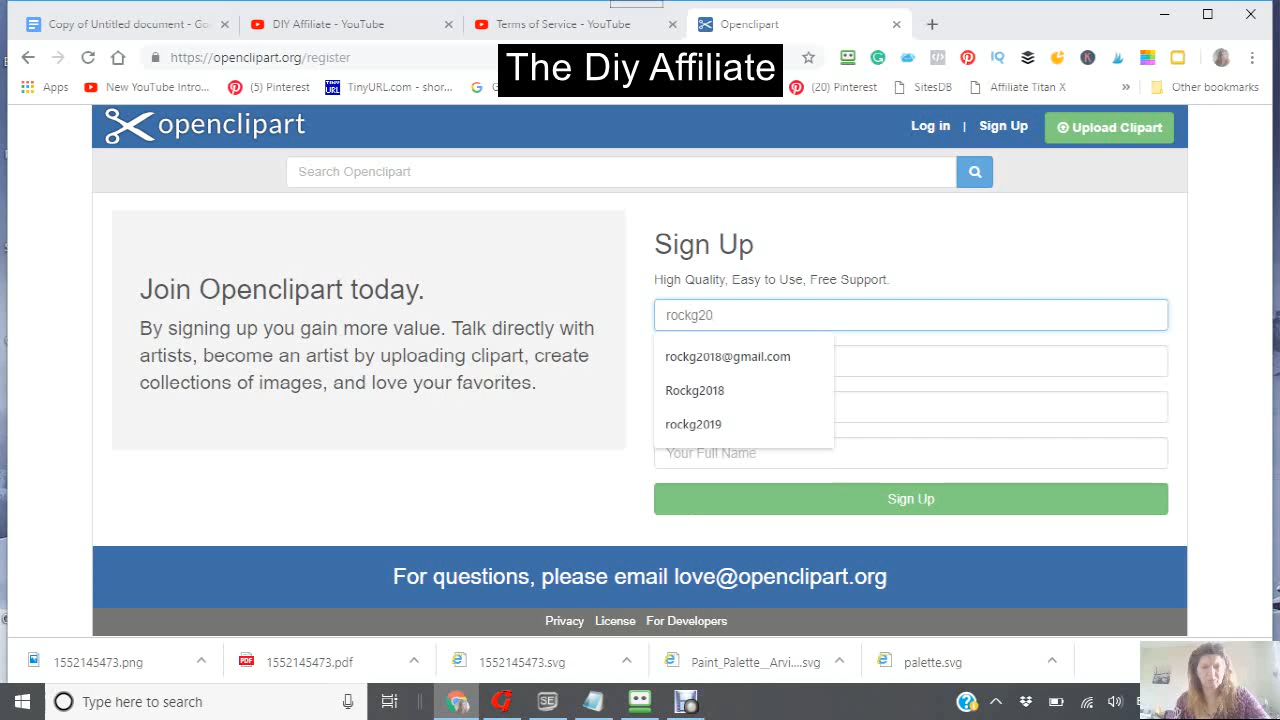 Copy of Untitled document - Go
DIY Affiliate - YouTube
Terms of Service - YouTube
Openclipart
https://openclipart.org/register
The Diy Affiliate
Apps
New YouTube Intro...
(5) Pinterest
TinyURL.com - shor...
(20) Pinterest
SitesDB
Affiliate Titan X
Other bookmarks
openclipart
Log in | Sign Up
Upload Clipart
Search Openclipart
Join Openclipart today.
By signing up you gain more value. Talk directly with
artists, become an artist by uploading clipart, create
collections of images, and love your favorites.
Sign Up
High Quality, Easy to Use, Free Support.
rockg20
rockg2018@gmail.com
Rockg2018
rockg2019
Your Full Name
Sign Up
For questions, please email love@openclipart.org
Privacy License For Developers
1552145473.png
1552145473.pdf
1552145473.svg
Paint_Palette__Arvi....svg
palette.svg
Type here to search